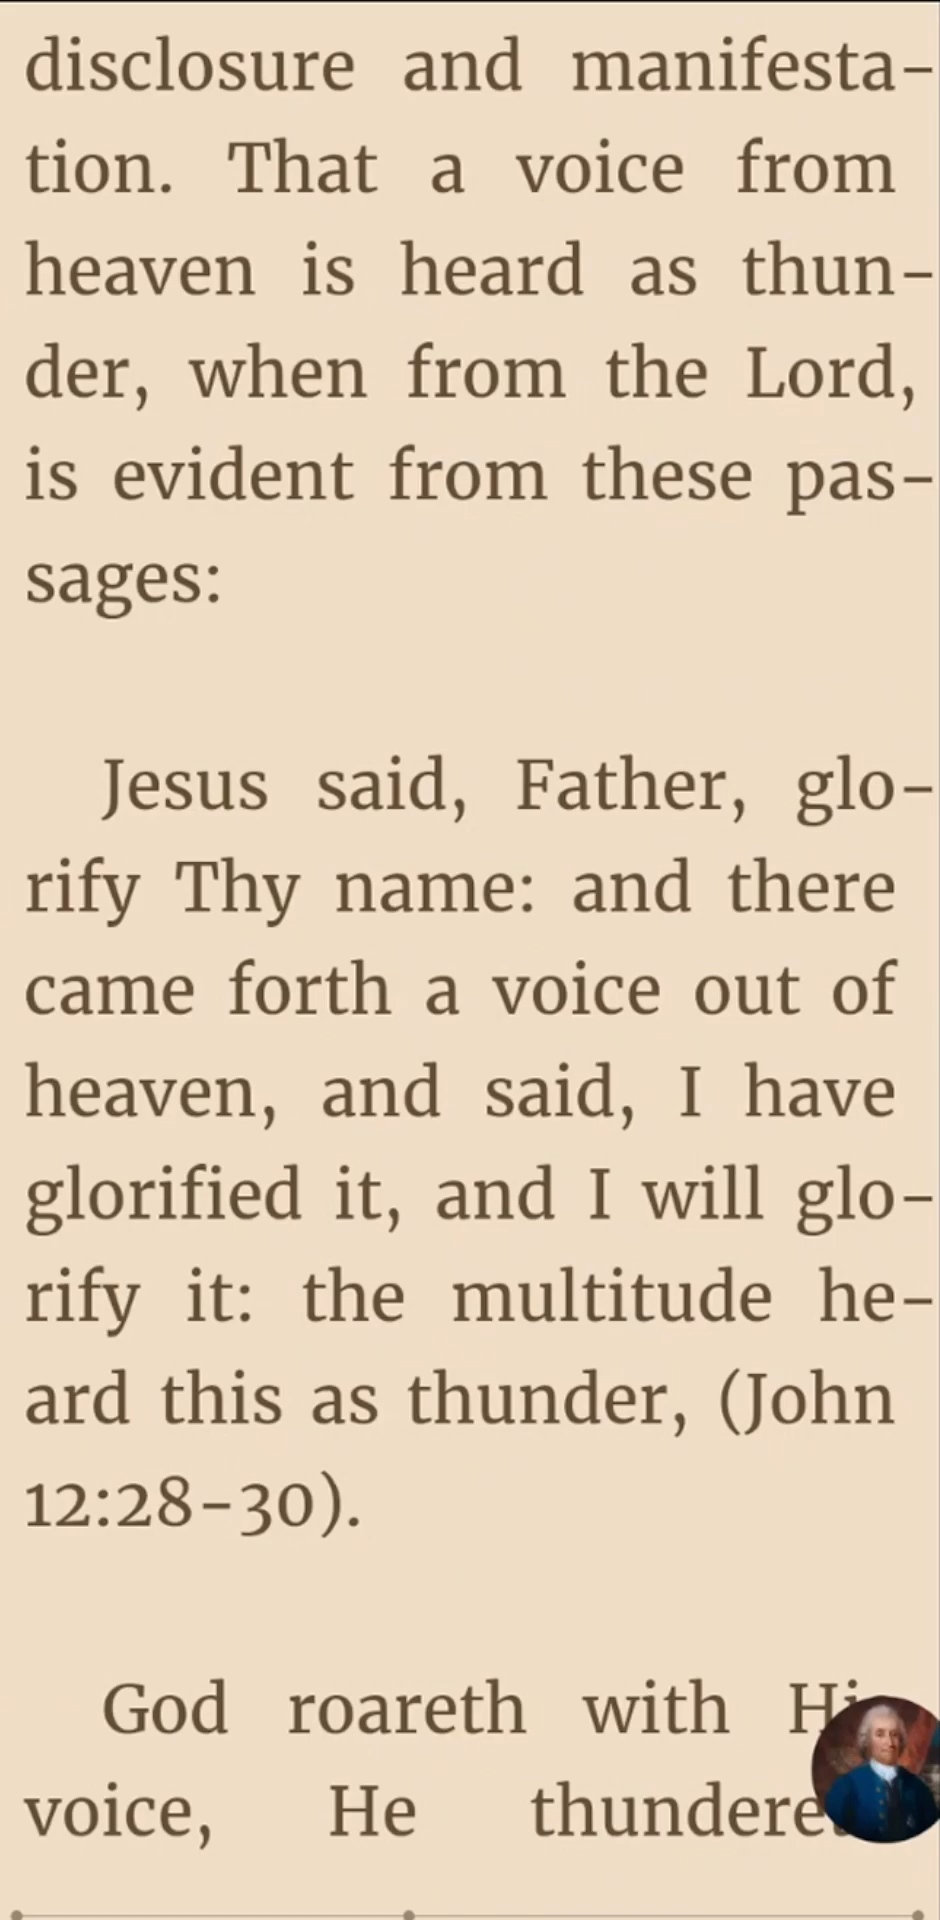 disclosure and manifesta-
tion. That a voice from
heaven is heard as thun-
der, when from the Lord,
is evident from these pas-
sages:
Jesus said, Father, glo-
rify Thy name: and there
came forth a voice out of
heaven, and said, I have
glorified it, and I will glo-
rify it: the multitude he-
ard this as thunder, (John
12:28-30).
God roareth with
voice, He